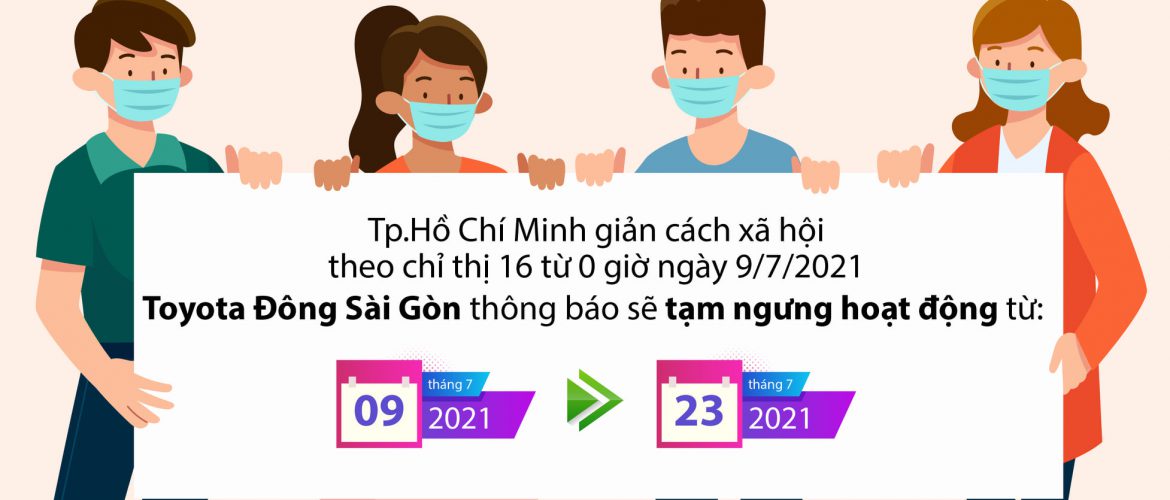 Tp.Hồ Chí Minh giản cách xã hội
theo chỉ thị 16 từ 0 giờ ngày 9/7/2021
Toyota Đông Sài Gòn thông báo sẽ tạm ngưng hoạt động từ:
09 tháng 7 2021
23 tháng 7 2021